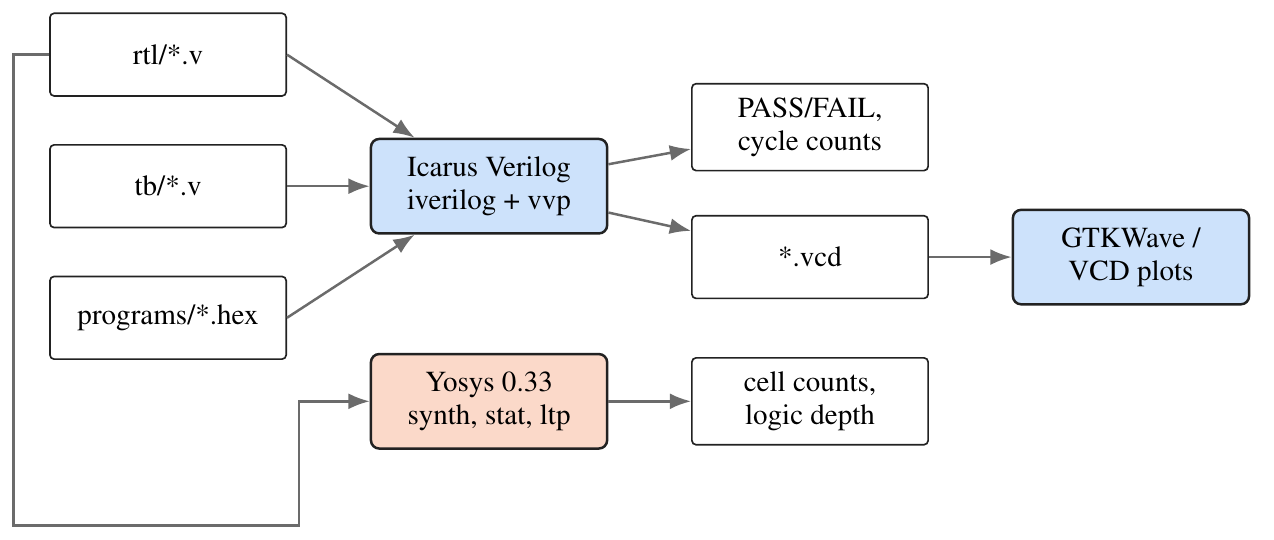 rtl/*.v
tb/*.v
programs/*.hex
Icarus Verilog
iverilog + vvp
Yosys 0.33
synth, stat, ltp
PASS/FAIL,
cycle counts
*.vcd
cell counts,
logic depth
GTKWave /
VCD plots